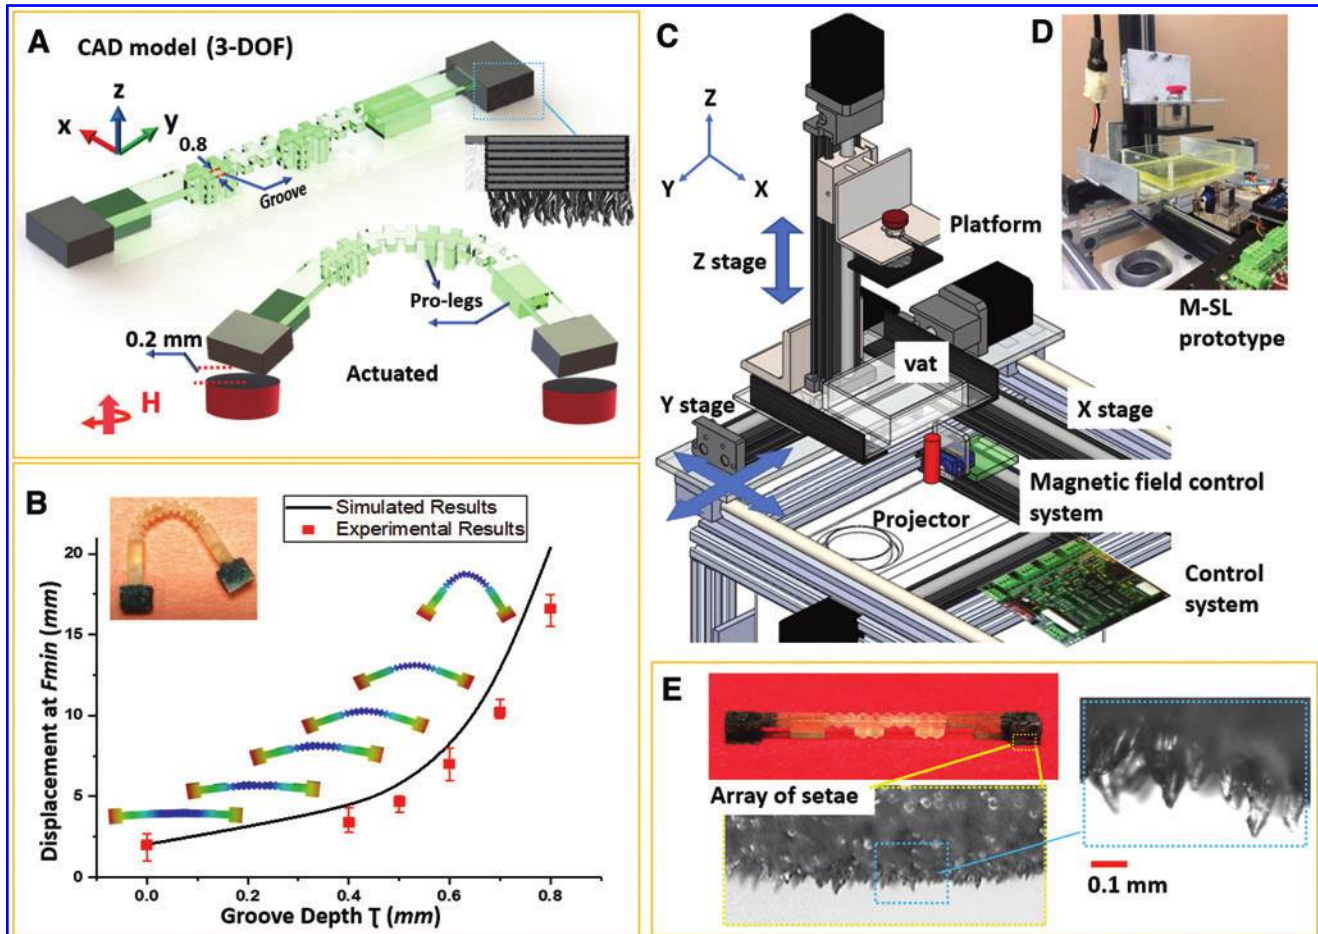 A
CAD model (3-DOF)
z
x
y
0.8
Groove
Pro-legs
0.2 mm
Actuated
H
B
Simulated Results
Experimental Results
Displacement at Fmin (mm)
20
15
10
5
0
0.0
0.2
0.4
0.6
0.8
Groove Depth Ʈ (mm)
C
Z
Y
X
Platform
Z stage
vat
Y stage
X stage
Magnetic field control
system
Projector
Control
system
D
M-SL
prototype
E
Array of setae
0.1 mm